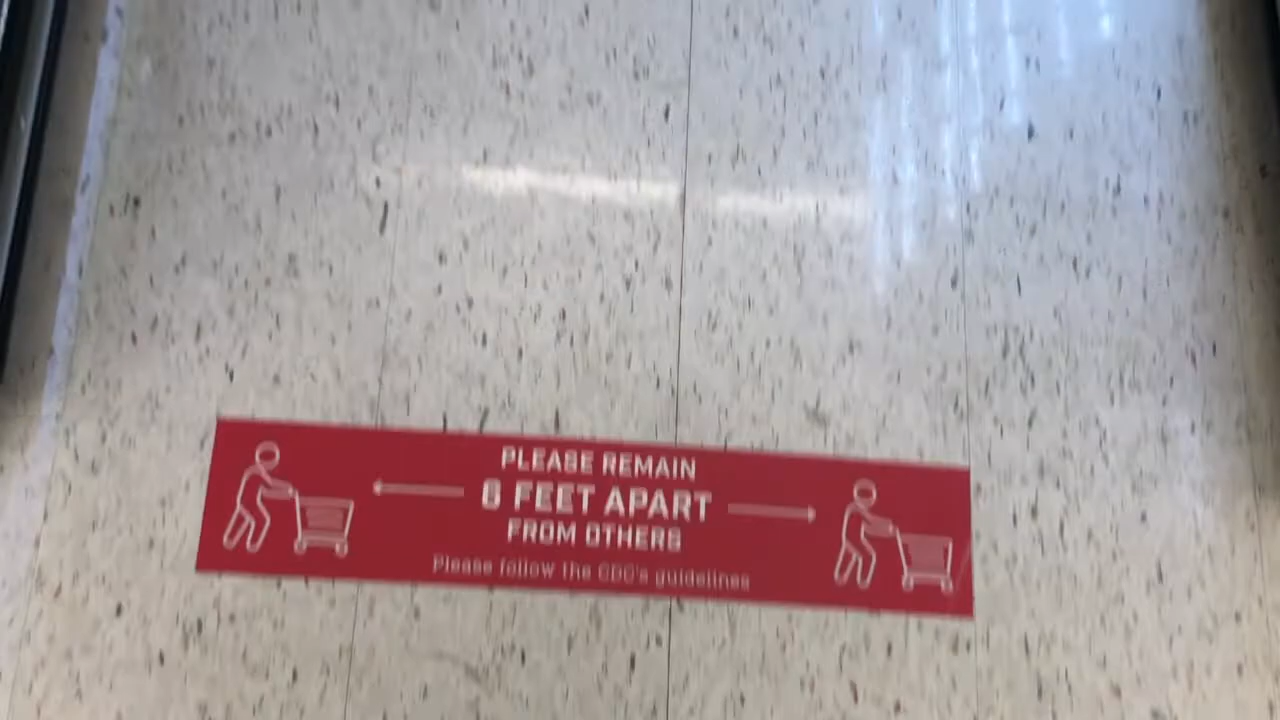 PLEASE REMAIN
6 FEET APART
FROM OTHERS
Please follow the CDC's guidelines